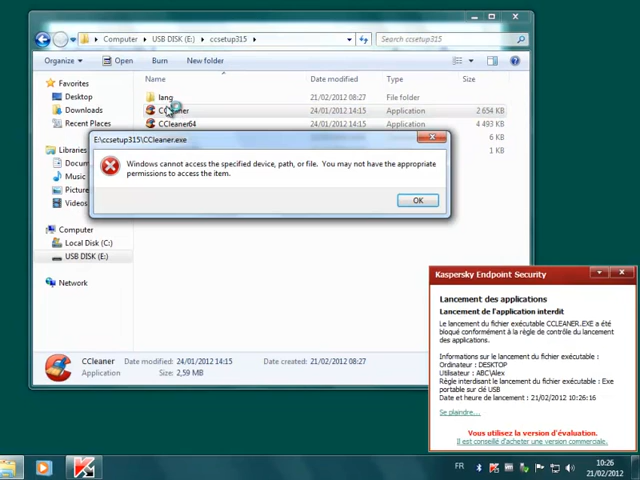 Computer ▸ USB DISK (E:) ▸ ccsetup315 ▸
Search ccsetup315
Organize ▾ Open Burn New folder
Name Date modified Type Size
lang 21/02/2012 08:27 File folder
CCleaner 24/01/2012 14:15 Application 2 654 KB
CCleaner64 24/01/2012 14:15 Application 4 493 KB
6 KB
1 KB
Favorites
Desktop
Downloads
Recent Places
Libraries
Docum
Music
Picture
Videos
Computer
Local Disk (C:)
USB DISK (E:)
Network
E:\ccsetup315\CCleaner.exe
Windows cannot access the specified device, path, or file. You may not have the appropriate
permissions to access the item.
OK
CCleaner Date modified: 24/01/2012 14:15 Date created: 21/02/2012 08:27
Application Size: 2,59 MB
Kaspersky Endpoint Security
Lancement des applications
Lancement de l'application interdit
Le lancement du fichier exécutable CCLEANER.EXE a été
bloqué conformément à la règle de contrôle du lancement
des applications.
Informations sur le lancement du fichier exécutable :
Ordinateur : DESKTOP
Utilisateur : ABC\Alex
Règle interdisant le lancement du fichier : Exe
portable sur clé USB
Date et heure de lancement : 21/02/2012 10:26:16
Se plaindre...
Vous utilisez la version d'évaluation.
Il est conseillé d'acheter une version commerciale.
FR
10:26
21/02/2012